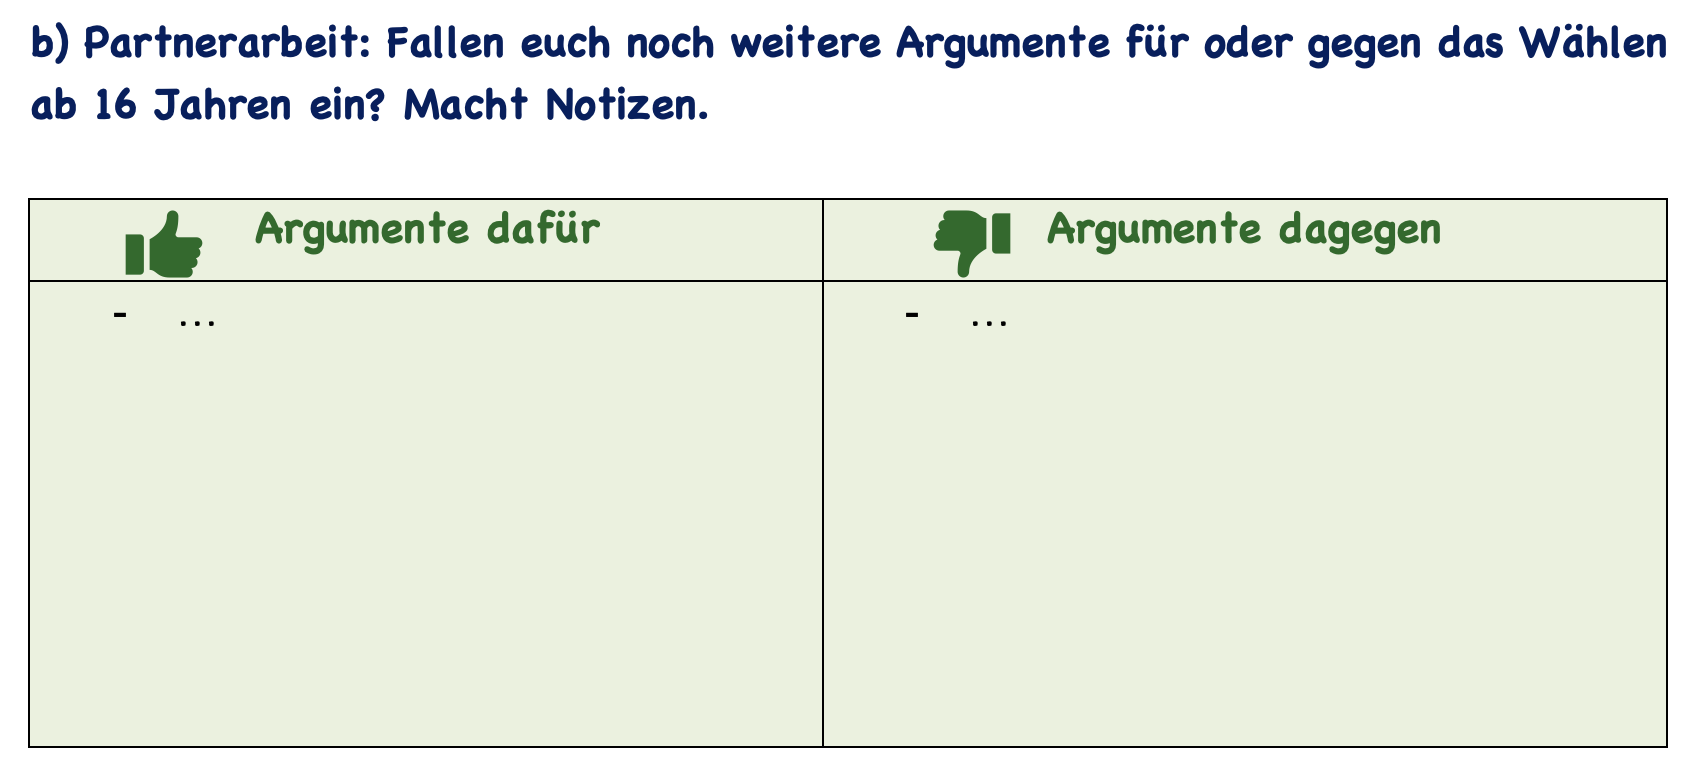 b) Partnerarbeit: Fallen euch noch weitere Argumente für oder gegen das Wählen
ab 16 Jahren ein? Macht Notizen.
Argumente dafür
Argumente dagegen
- ...
- ...